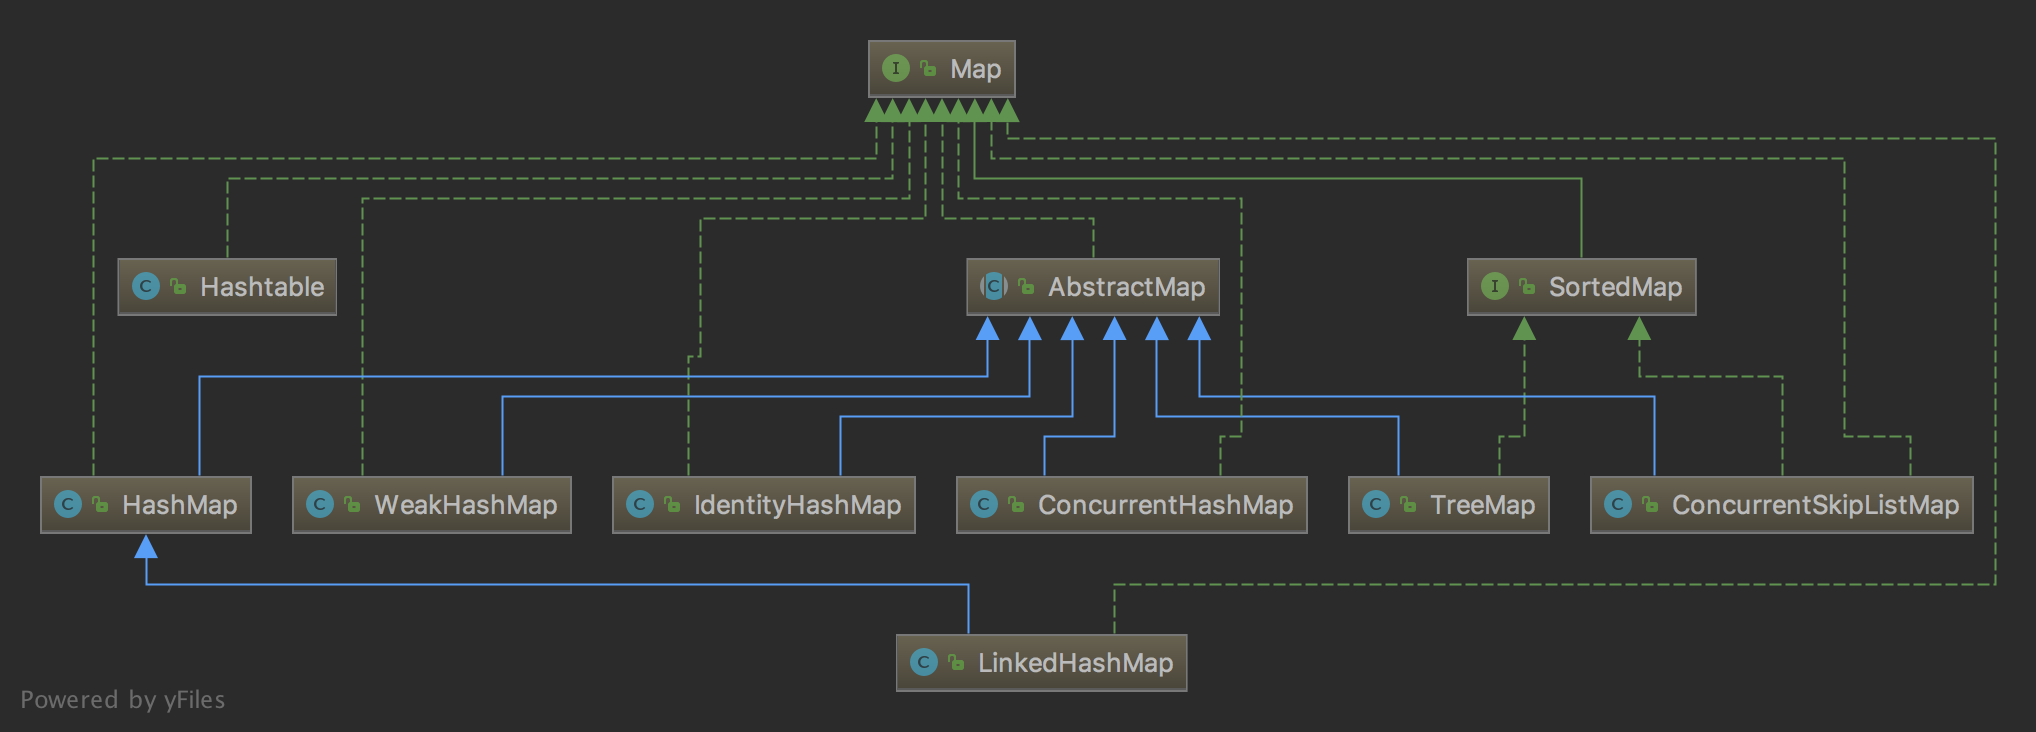 I Map
C Hashtable
C AbstractMap
I SortedMap
C HashMap
C WeakHashMap
C IdentityHashMap
C ConcurrentHashMap
C TreeMap
C ConcurrentSkipListMap
C LinkedHashMap
Powered by yFiles